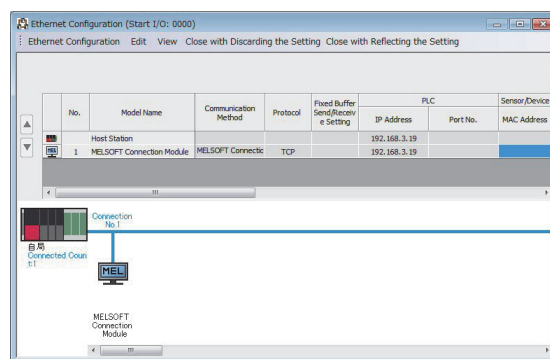 Ethernet Configuration (Start I/O: 0000)
Ethernet Configuration Edit View Close with Discarding the Setting Close with Reflecting the Setting
No. Model Name Communication Method Protocol Fixed Buffer Send/Receive Setting PLC Sensor/Device
IP Address Port No. MAC Address
Host Station 192.168.3.19
1 MELSOFT Connection Module MELSOFT Connectic TCP 192.168.3.19
Connection
No.1
自局
Connected Coun
t:1
MEL
MELSOFT
Connection
Module